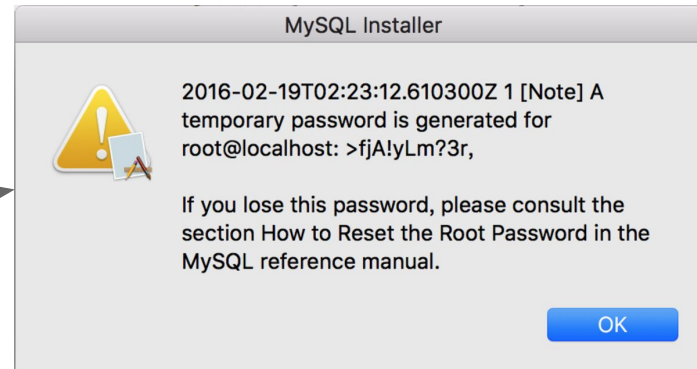 MySQL Installer
2016-02-19T02:23:12.610300Z 1 [Note] A
temporary password is generated for
root@localhost: >fjA!yLm?3r,
If you lose this password, please consult the
section How to Reset the Root Password in the
MySQL reference manual.
OK